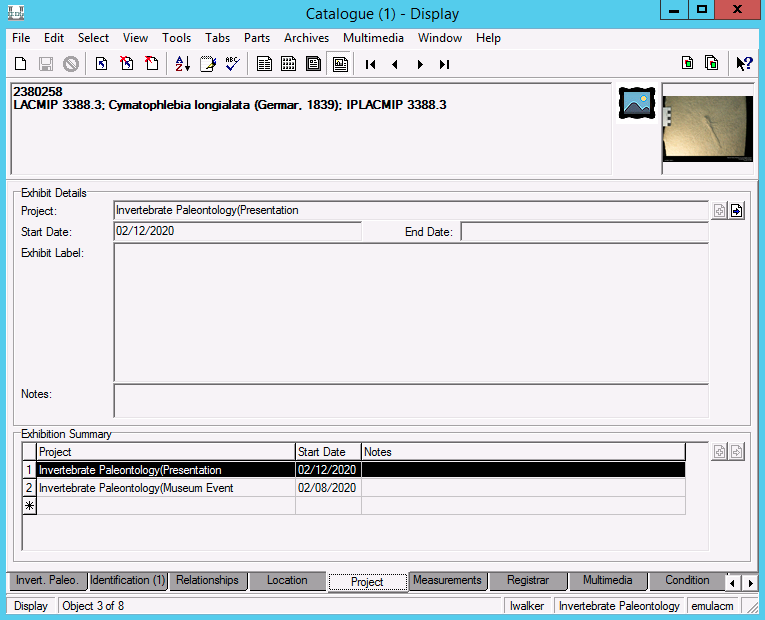 Catalogue (1) - Display
File Edit Select View Tools Tabs Parts Archives Multimedia Window Help
2380258
LACMIP 3388.3; Cymatophlebia longialata (Germar, 1839); IPLACMIP 3388.3
Exhibit Details
Project: Invertebrate Paleontology(Presentation
Start Date: 02/12/2020 End Date:
Exhibit Label:
Notes:
Exhibition Summary
Project Start Date Notes
1 Invertebrate Paleontology(Presentation 02/12/2020
2 Invertebrate Paleontology(Museum Event 02/08/2020
Invert. Paleo. Identification (1) Relationships Location Project Measurements Registrar Multimedia Condition
Display Object 3 of 8 lwalker Invertebrate Paleontology emulacm